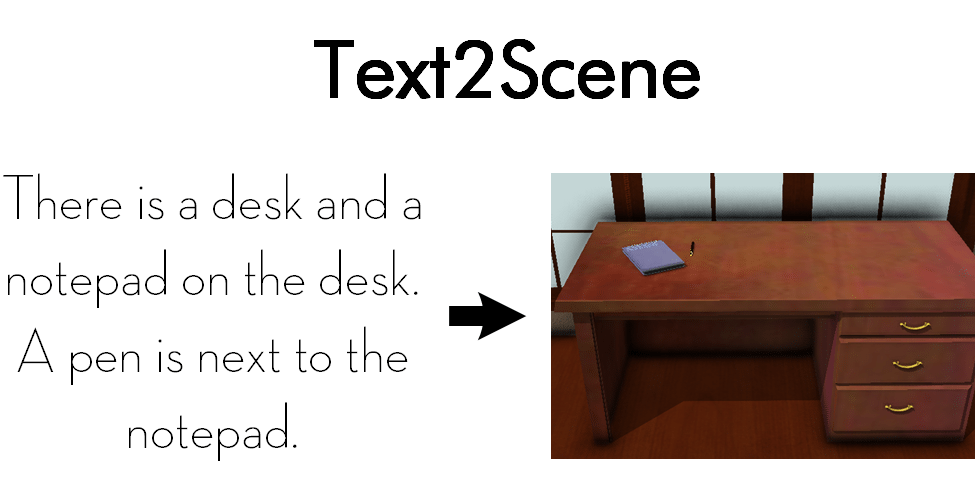 Text2Scene
There is a desk and a
notepad on the desk.
A pen is next to the
notepad.